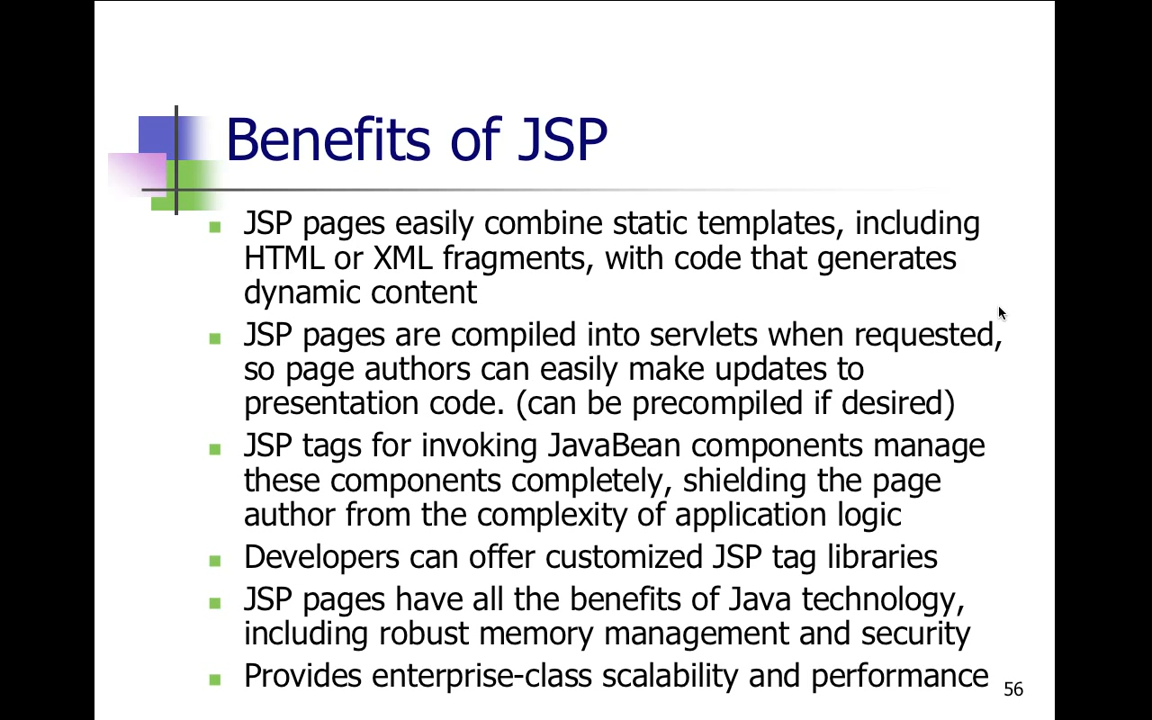 Benefits of JSP
JSP pages easily combine static templates, including
HTML or XML fragments, with code that generates
dynamic content
JSP pages are compiled into servlets when requested,
so page authors can easily make updates to
presentation code. (can be precompiled if desired)
JSP tags for invoking JavaBean components manage
these components completely, shielding the page
author from the complexity of application logic
Developers can offer customized JSP tag libraries
JSP pages have all the benefits of Java technology,
including robust memory management and security
Provides enterprise-class scalability and performance
56